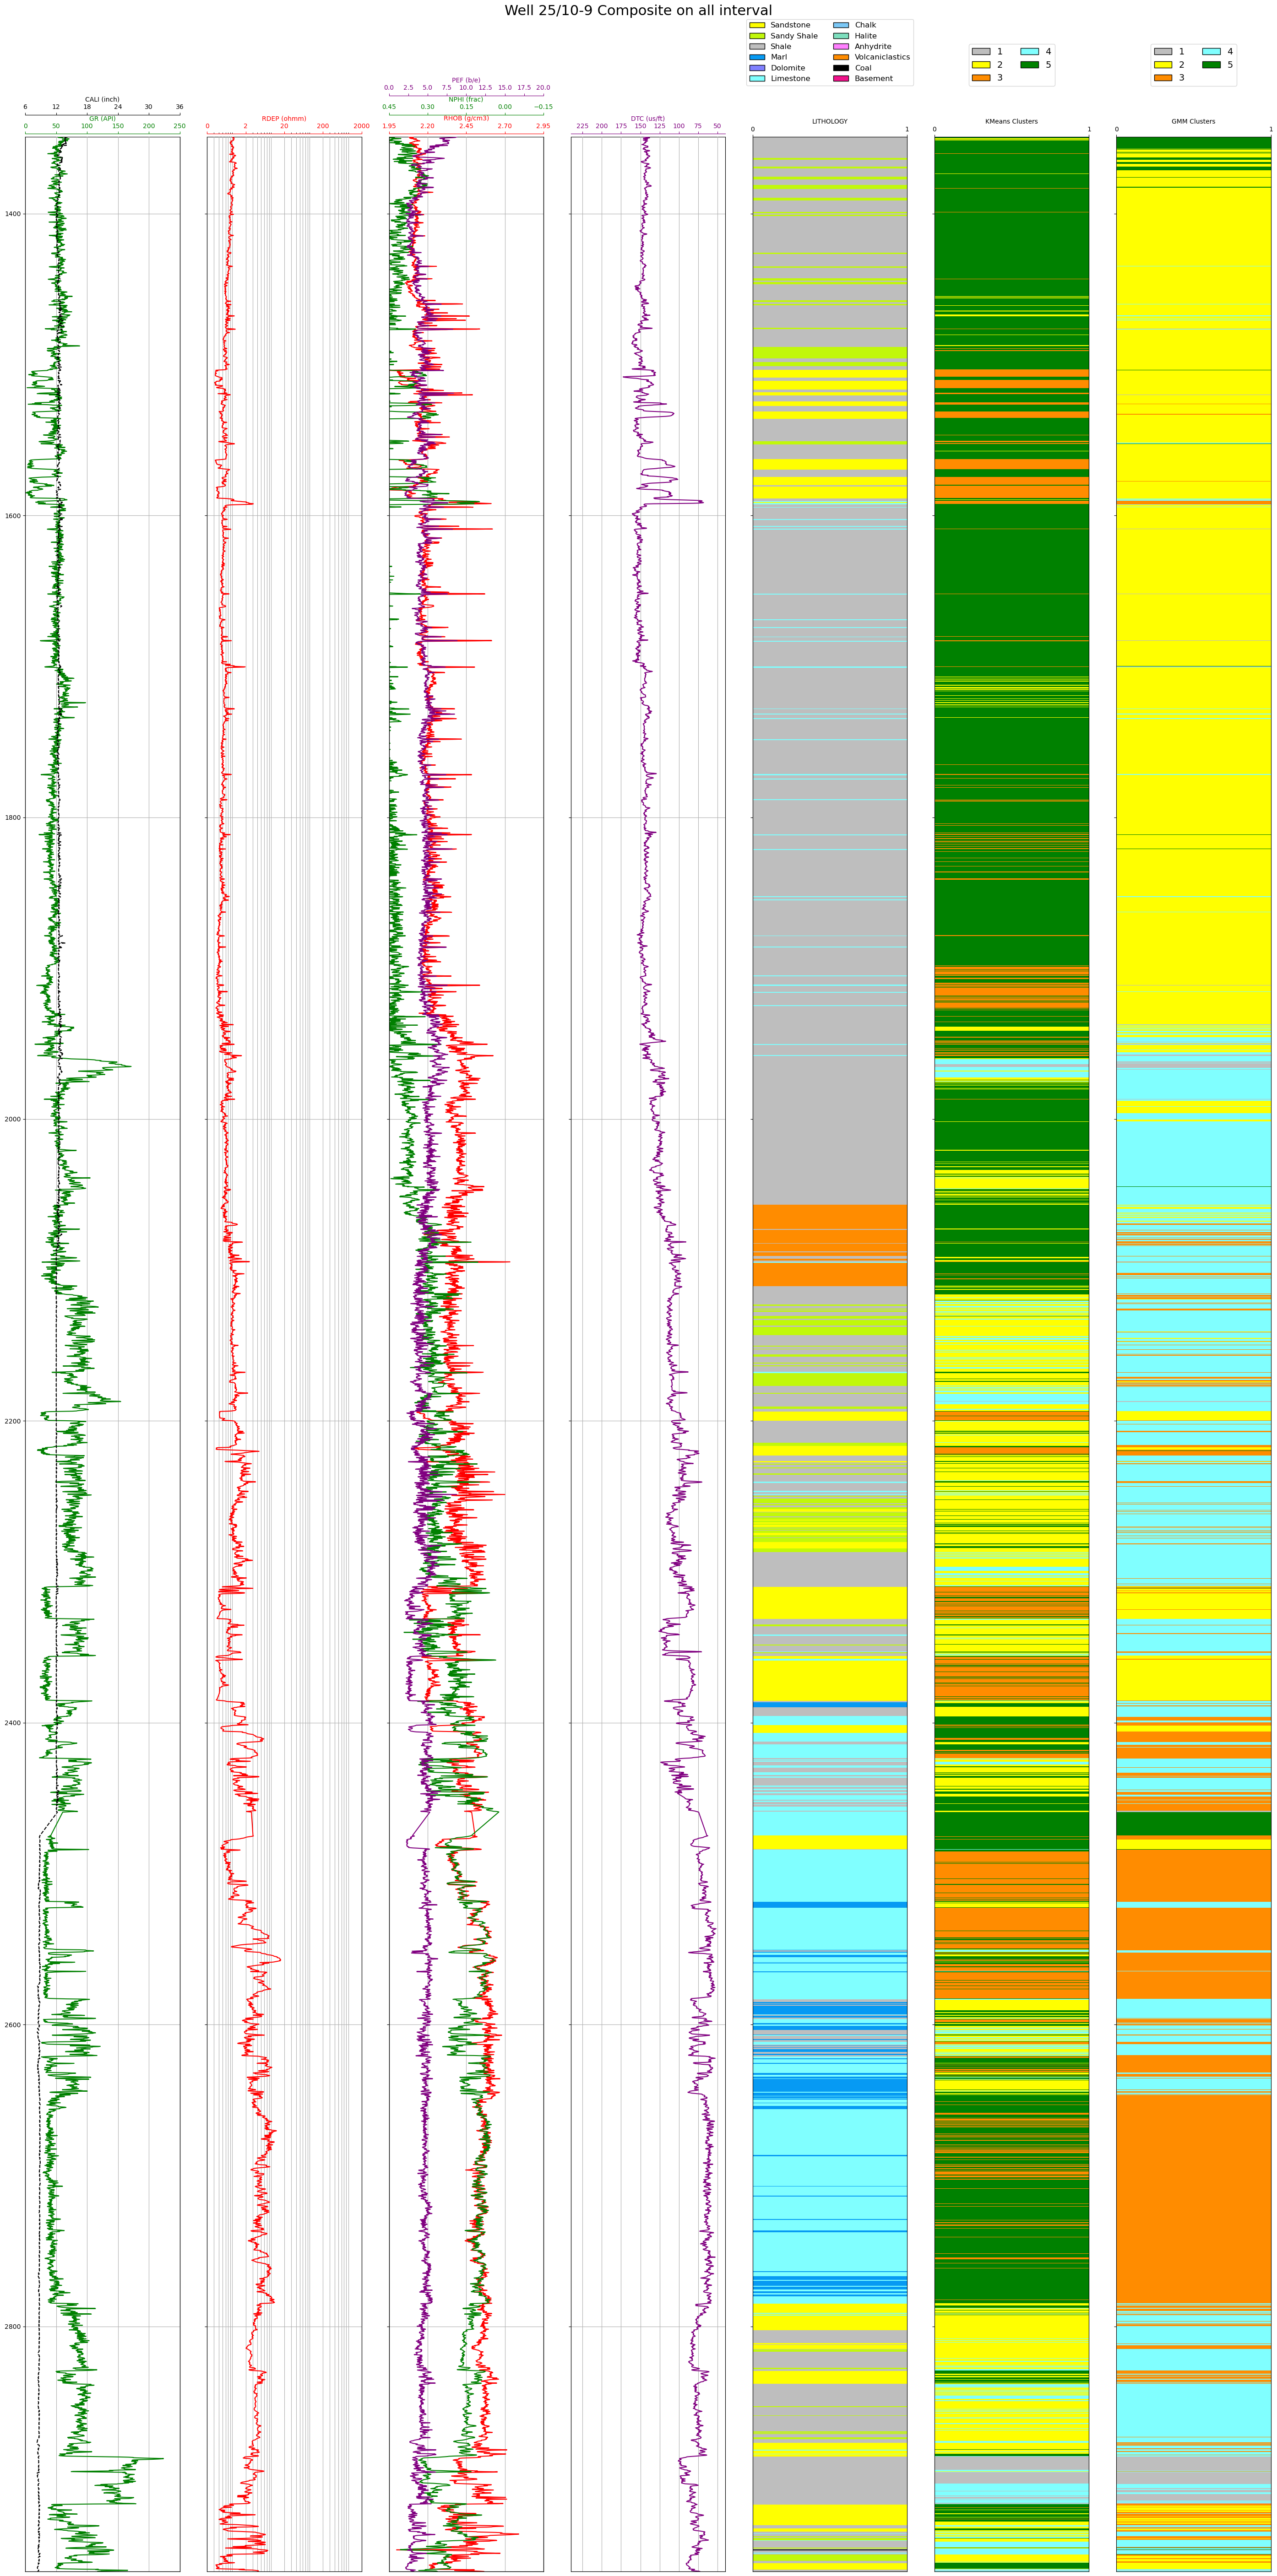 Well 25/10-9 Composite on all interval
Sandstone Chalk
Sandy Shale Halite
Shale Anhydrite
Marl Volcaniclastics
Dolomite Coal
Limestone Basement
1 4
2 5
3
1 4
2 5
3
PEF (b/e)
0.0 2.5 5.0 7.5 10.0 12.5 15.0 17.5 20.0
CALI (inch) NPHI (frac)
6 12 18 24 30 36 0.45 0.30 0.15 0.00 −0.15
GR (API) RDEP (ohmm) RHOB (g/cm3) DTC (us/ft) LITHOLOGY KMeans Clusters GMM Clusters
0 50 100 150 200 250 0 2 20 200 2000 1.95 2.20 2.45 2.70 2.95 225 200 175 150 125 100 75 50 0 1 0 1 0 1
1400
1600
1800
2000
2200
2400
2600
2800